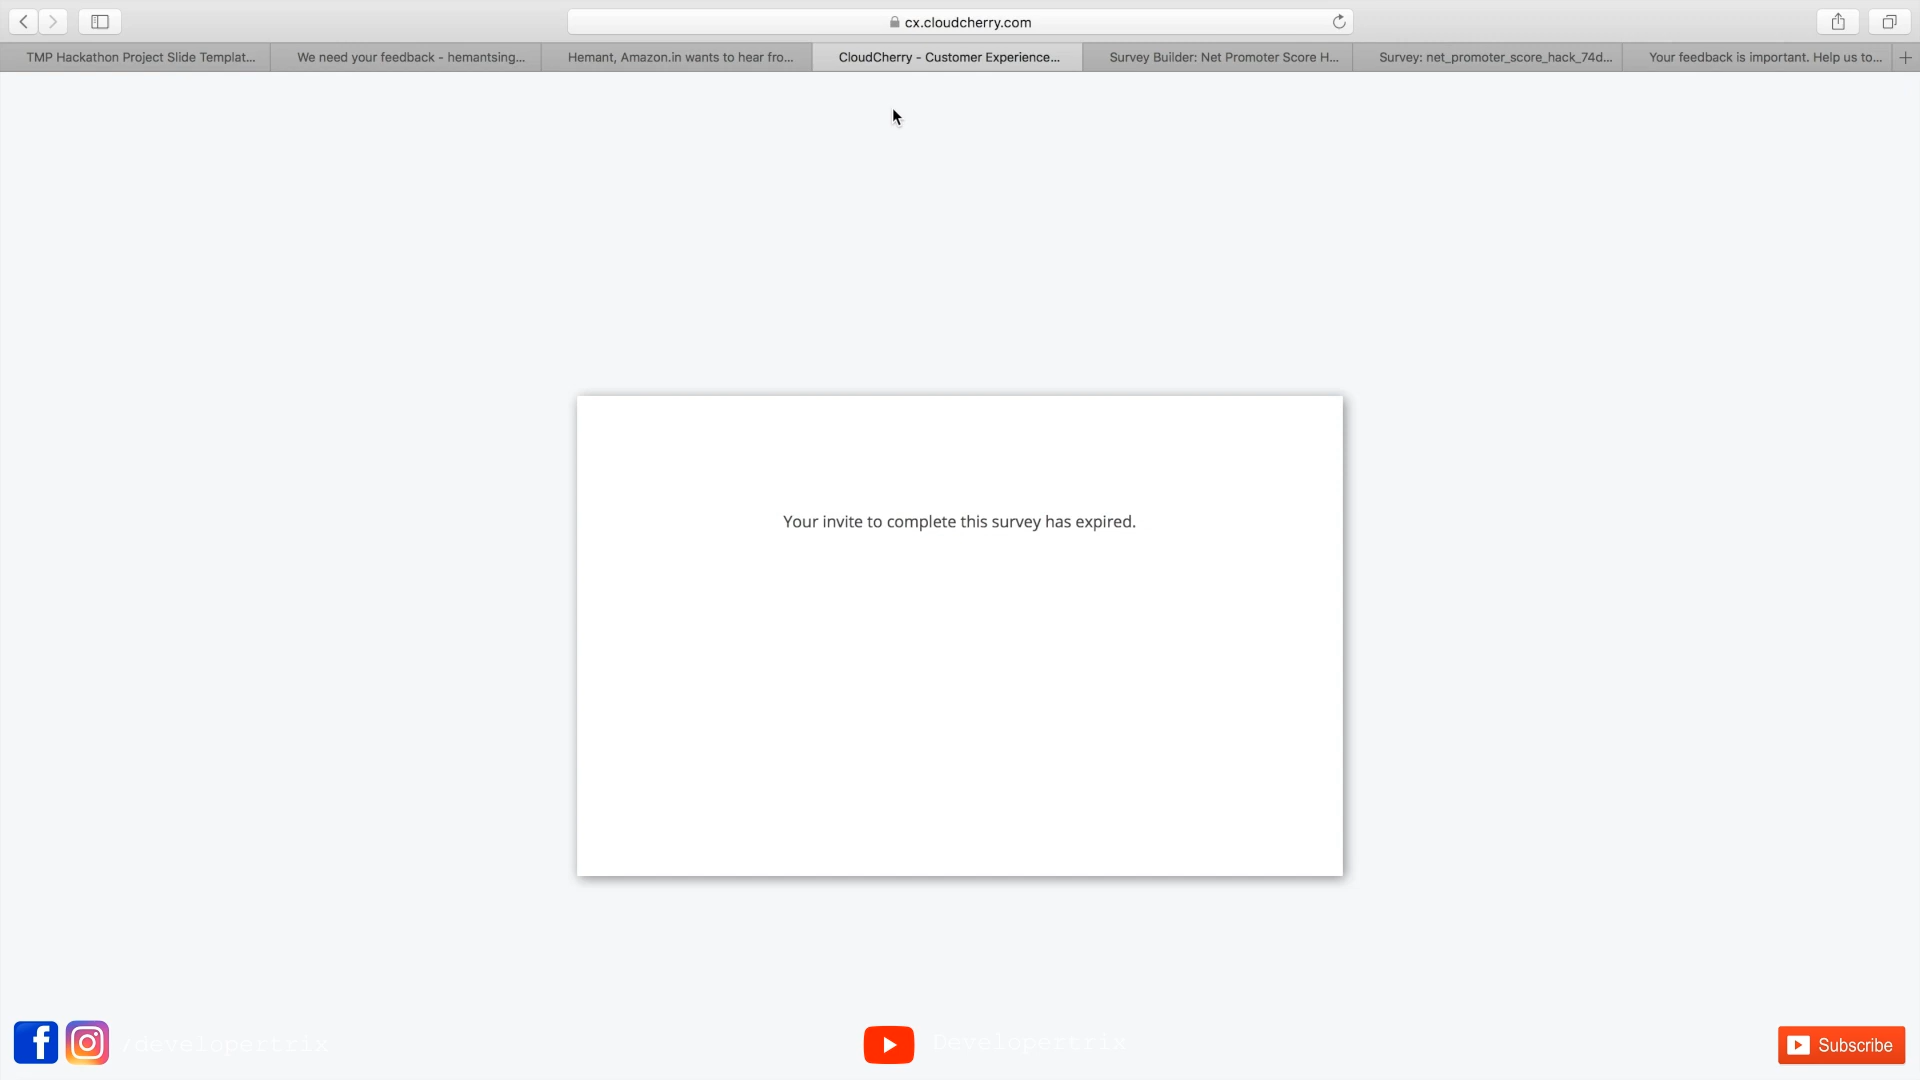 cx.cloudcherry.com
TMP Hackathon Project Slide Templat...
We need your feedback - hemantsing...
Hemant, Amazon.in wants to hear fro...
CloudCherry - Customer Experience...
Survey Builder: Net Promoter Score H...
Survey: net_promoter_score_hack_74d...
Your feedback is important. Help us to...
Your invite to complete this survey has expired.
/developertrix
Developertrix
Subscribe